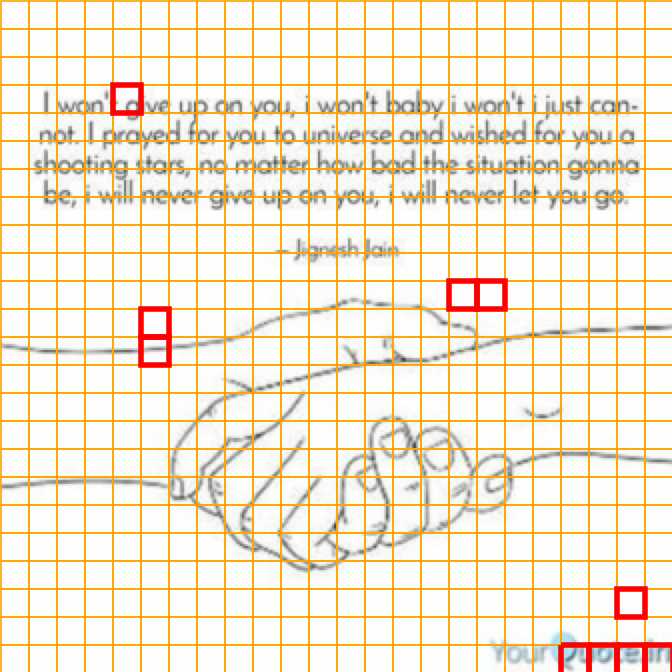 I won't give up on you, i won't baby i won't i just can-
not. I prayed for you to universe and wished for you a
shooting stars, no matter how bad the situation gonna
be, i will never give up on you, i will never let you go.
-- Jignesh Jain
YourQuote.in